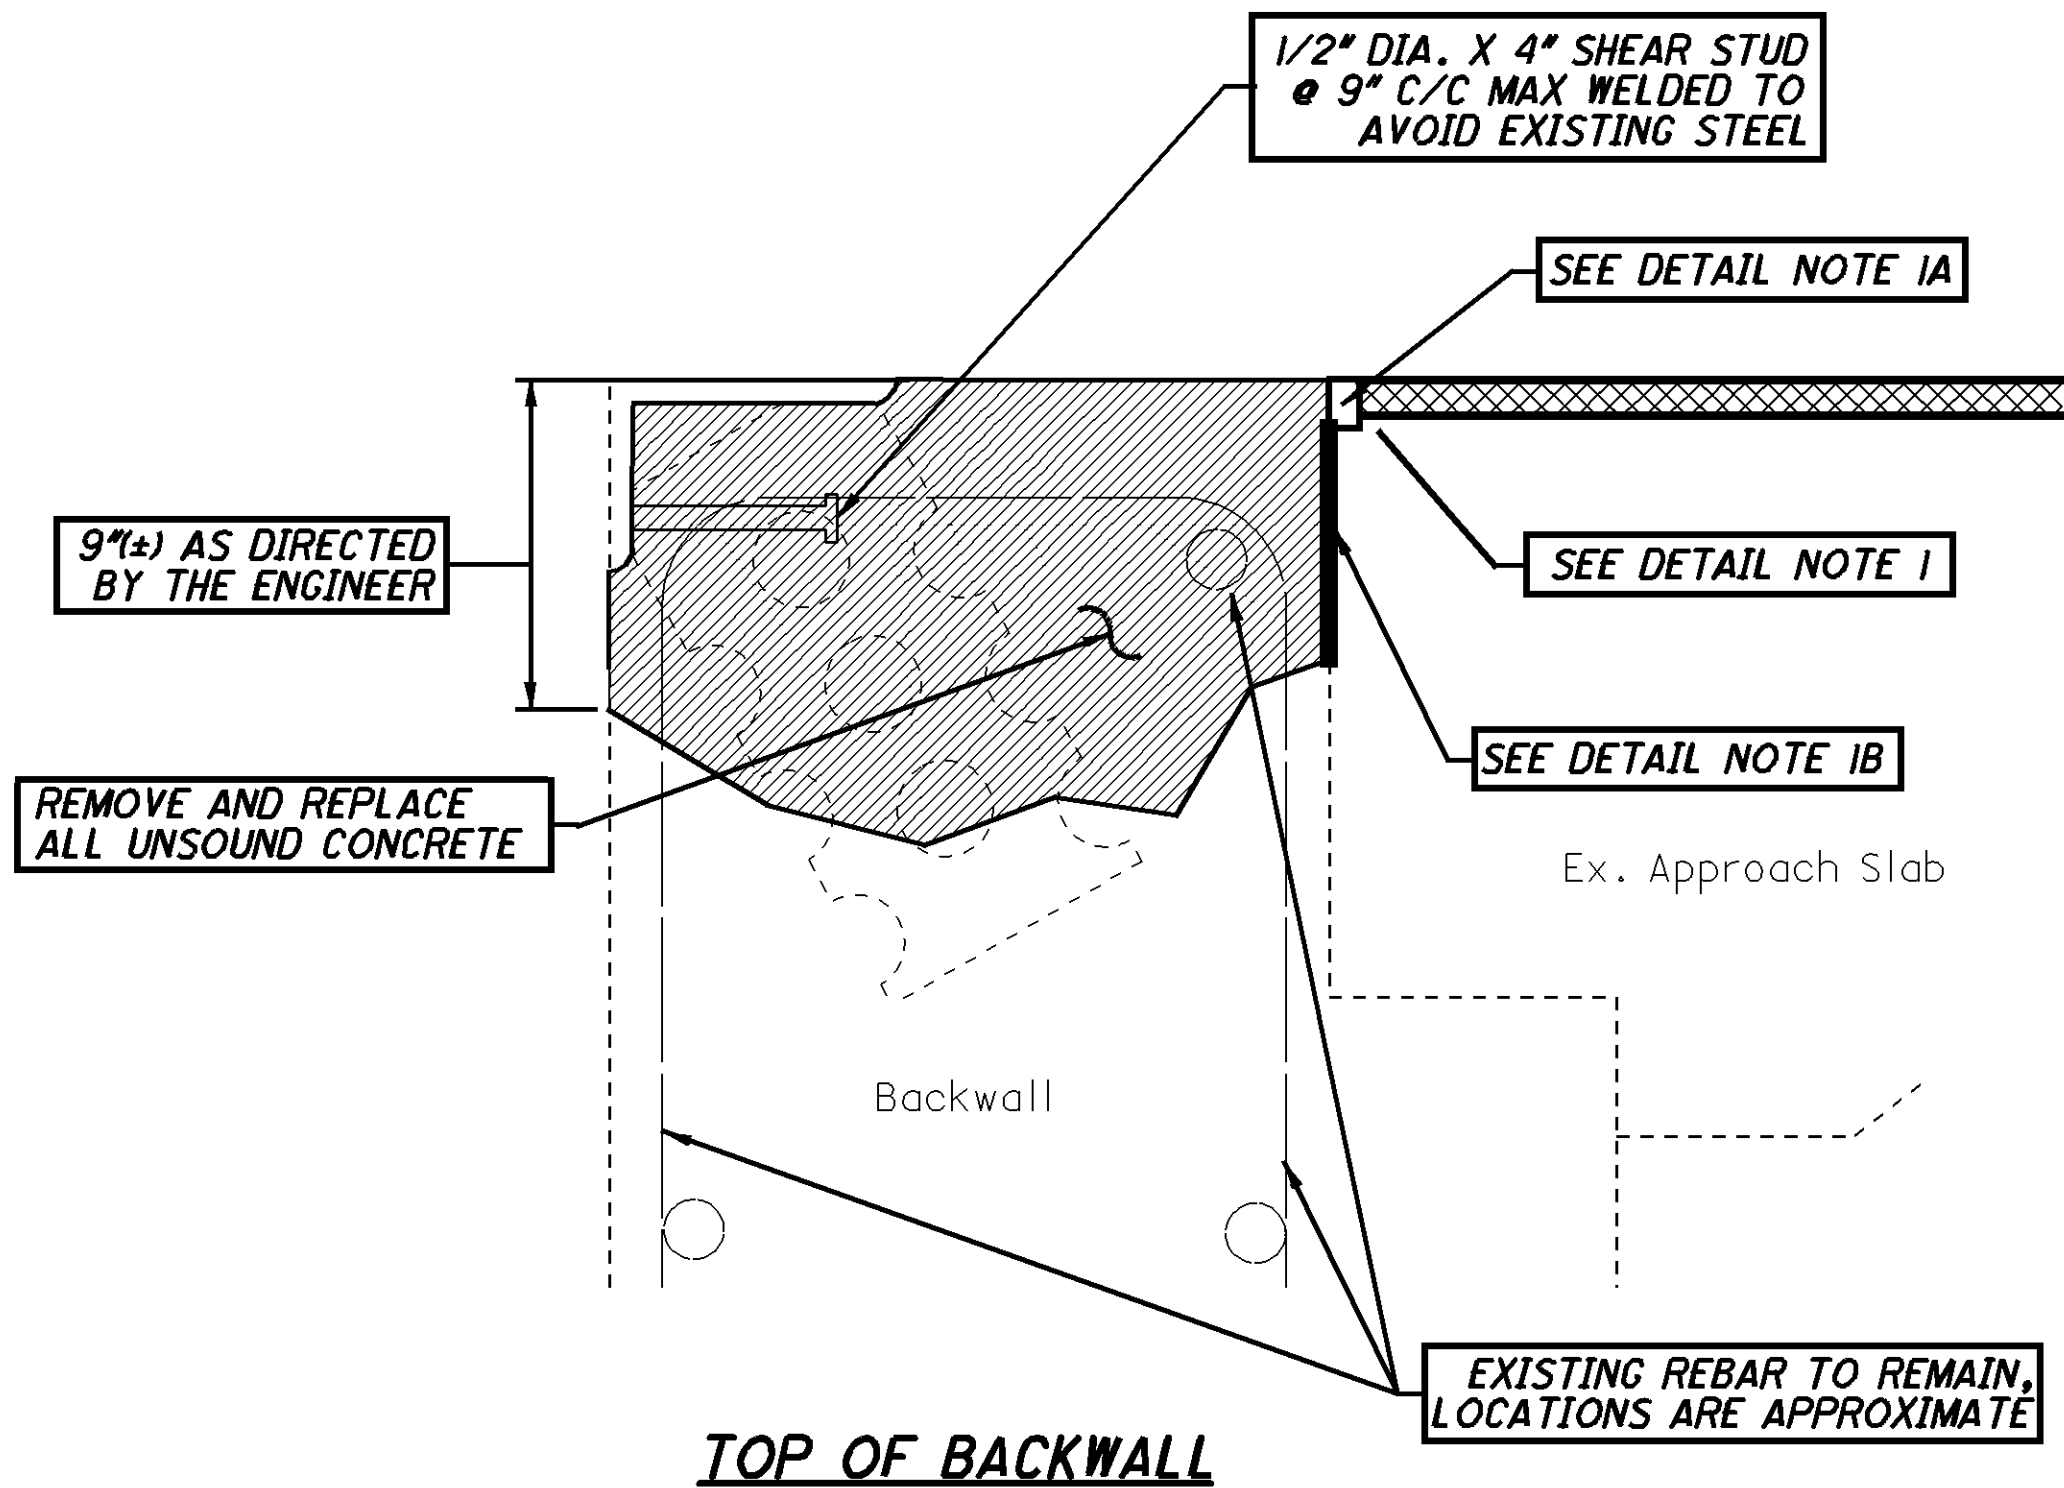 1/2" DIA. X 4" SHEAR STUD
@ 9" C/C MAX WELDED TO
AVOID EXISTING STEEL
SEE DETAIL NOTE 1A
9"(±) AS DIRECTED
BY THE ENGINEER
SEE DETAIL NOTE 1
SEE DETAIL NOTE 1B
REMOVE AND REPLACE
ALL UNSOUND CONCRETE
Ex. Approach Slab
Backwall
EXISTING REBAR TO REMAIN,
LOCATIONS ARE APPROXIMATE
TOP OF BACKWALL